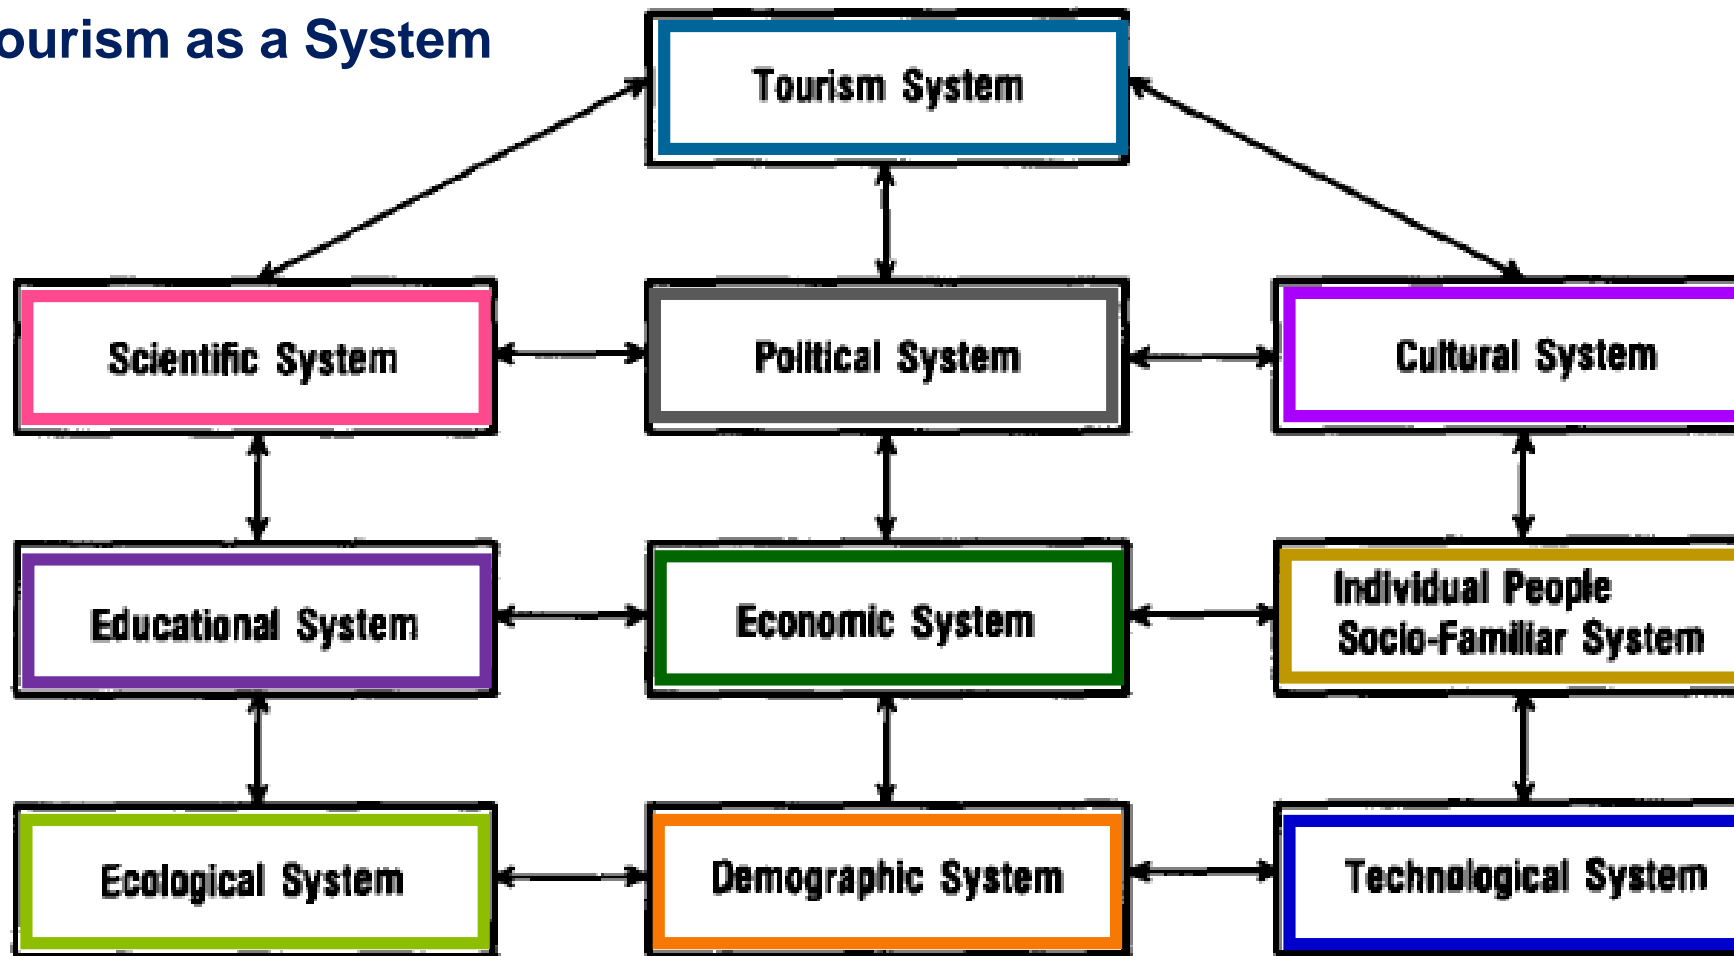 ourism as a System
Tourism System
Scientific System
Political System
Cultural System
Educational System
Economic System
Individual People
Socio-Familiar System
Ecological System
Demographic System
Technological System